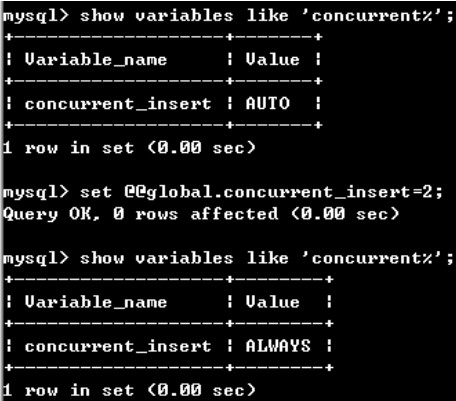 mysql> show variables like 'concurrent%';
+-------------------+-------+
| Variable_name     | Value |
+-------------------+-------+
| concurrent_insert | AUTO  |
+-------------------+-------+
1 row in set (0.00 sec)
mysql> set @@global.concurrent_insert=2;
Query OK, 0 rows affected (0.00 sec)
mysql> show variables like 'concurrent%';
+-------------------+--------+
| Variable_name     | Value  |
+-------------------+--------+
| concurrent_insert | ALWAYS |
+-------------------+--------+
1 row in set (0.00 sec)